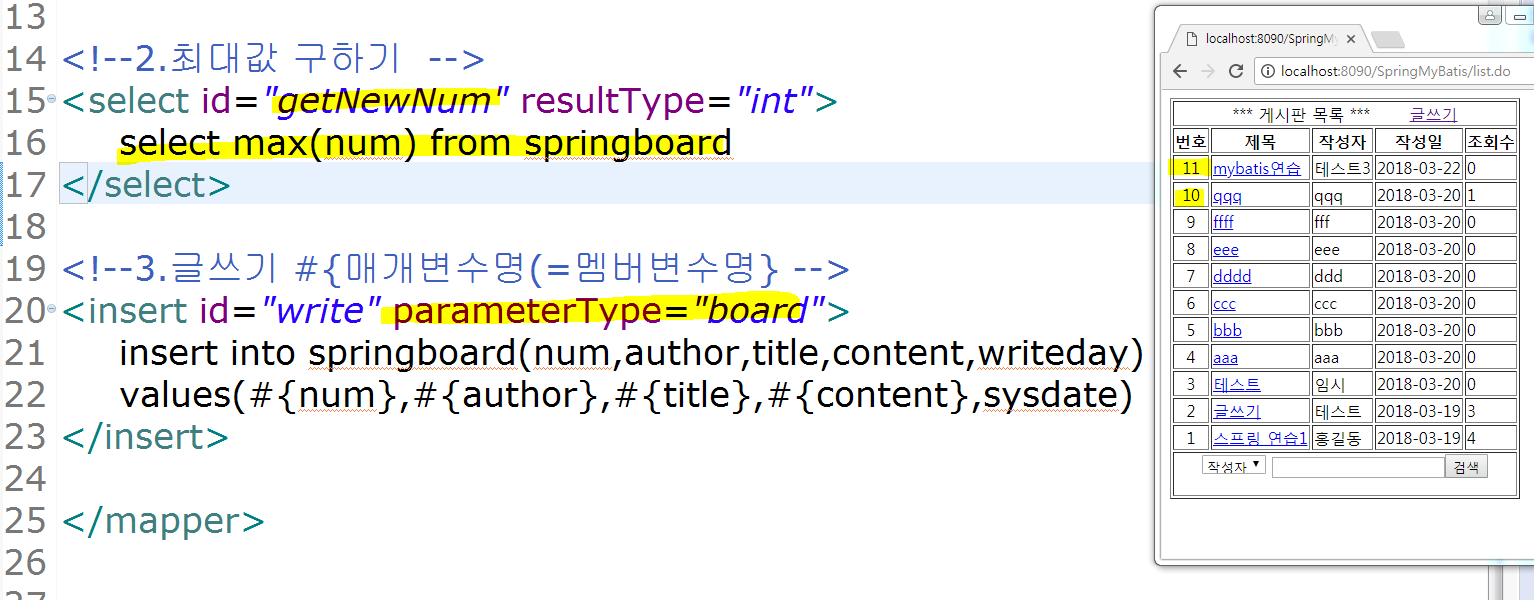 13
14 <!--2.최대값 구하기 -->
15 <select id="getNewNum" resultType="int">
16 select max(num) from springboard
17 </select>
18
19 <!--3.글쓰기 #{매개변수명(=멤버변수명} -->
20 <insert id="write" parameterType="board">
21 insert into springboard(num,author,title,content,writeday)
22 values(#{num},#{author},#{title},#{content},sysdate)
23 </insert>
24
25 </mapper>
26
localhost:8090/SpringMy
localhost:8090/SpringMyBatis/list.do
*** 게시판 목록 *** 글쓰기
번호 제목 작성자 작성일 조회수
11 mybatis연습 테스트3 2018-03-22 0
10 qqq qqq 2018-03-20 1
9 ffff fff 2018-03-20 0
8 eee eee 2018-03-20 0
7 dddd ddd 2018-03-20 0
6 ccc ccc 2018-03-20 0
5 bbb bbb 2018-03-20 0
4 aaa aaa 2018-03-20 0
3 테스트 임시 2018-03-20 0
2 글쓰기 테스트 2018-03-19 3
1 스프링 연습1 홍길동 2018-03-19 4
작성자 검색